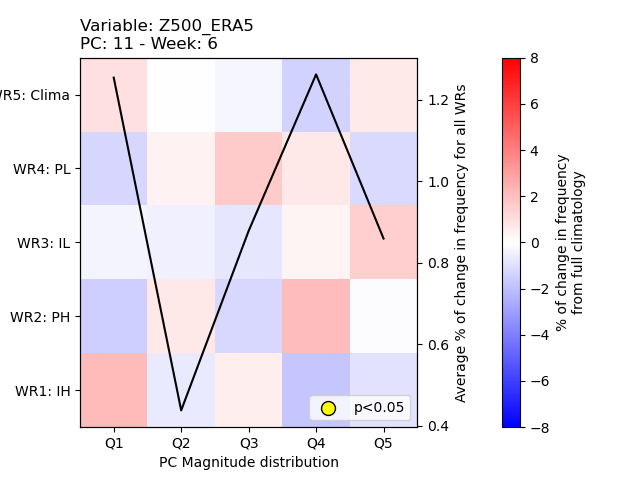 Variable: Z500_ERA5
PC: 11 - Week: 6
WR5: Clima
WR4: PL
WR3: IL
WR2: PH
WR1: IH
Q1 Q2 Q3 Q4 Q5
PC Magnitude distribution
p<0.05
1.2
1.0
0.8
0.6
0.4
Average % of change in frequency for all WRs
8
6
4
2
0
−2
−4
−6
−8
% of change in frequency
from full climatology